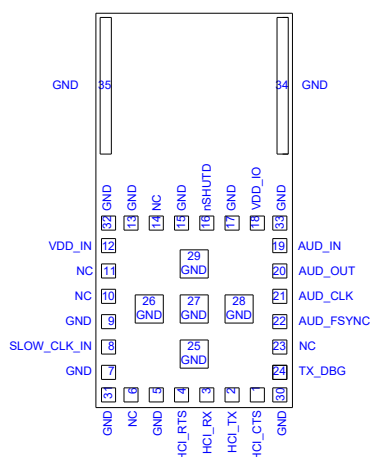 GND 35 34 GND
GND GND NC GND nSHUTD GND VDD_IO GND
32 13 14 15 16 17 18 33
VDD_IN 12 19 AUD_IN
29
GND
NC 11 20 AUD_OUT
NC 10 21 AUD_CLK
26 27 28
GND GND GND
GND 9 22 AUD_FSYNC
SLOW_CLK_IN 8 23 NC
25
GND
GND 7 24 TX_DBG
31 6 5 4 3 2 1 30
GND NC GND HCI_RTS HCI_RX HCI_TX HCI_CTS GND